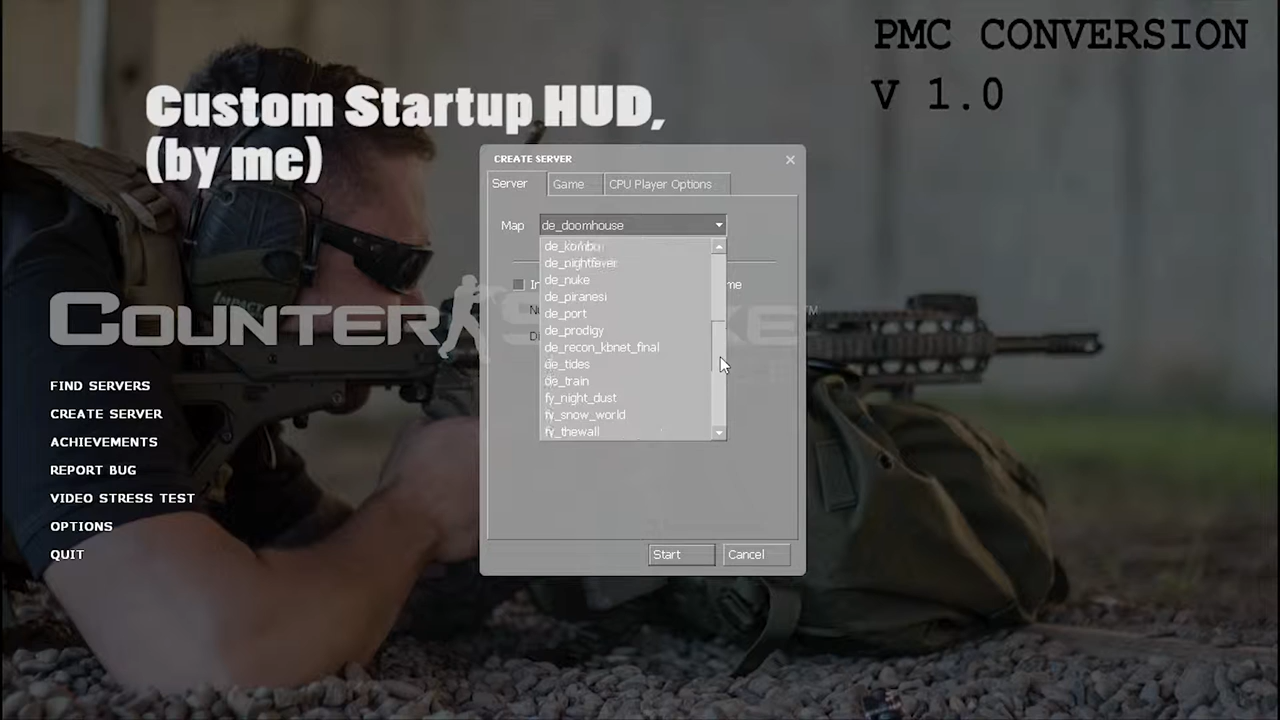 PMC CONVERSION
V 1.0
Custom Startup HUD,
(by me)
CREATE SERVER
Server
Game
CPU Player Options
Map
de_doomhouse
de_nightfever
de_nuke
de_piranesi
de_port
de_prodigy
de_recon_kbnet_final
de_tides
de_train
fy_night_dust
fy_snow_world
fy_thewall
COUNTER
FIND SERVERS
CREATE SERVER
ACHIEVEMENTS
REPORT BUG
VIDEO STRESS TEST
OPTIONS
QUIT
Start
Cancel